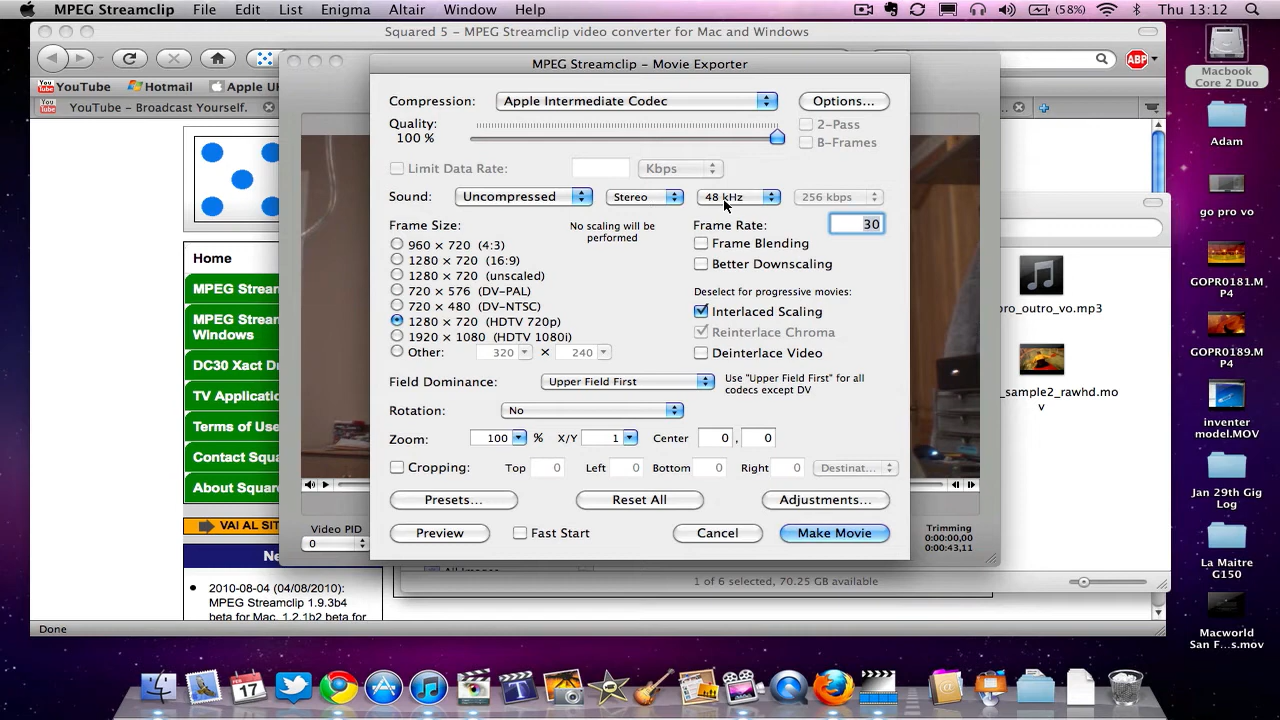 MPEG Streamclip File Edit List Enigma Altair Window Help (58%) Thu 13:12
Squared 5 - MPEG Streamclip video converter for Mac and Windows
ABP
YouTube Hotmail Apple U
YouTube - Broadcast Yourself.
MPEG Streamclip - Movie Exporter
Compression: Apple Intermediate Codec Options...
Quality: 2-Pass
100 % B-Frames
Limit Data Rate: Kbps
Sound: Uncompressed Stereo 48 kHz 256 kbps
Frame Size: No scaling will be performed Frame Rate: 30
960 × 720 (4:3) Frame Blending
1280 × 720 (16:9) Better Downscaling
1280 × 720 (unscaled)
720 × 576 (DV-PAL) Deselect for progressive movies:
720 × 480 (DV-NTSC) Interlaced Scaling
1280 × 720 (HDTV 720p) Reinterlace Chroma
1920 × 1080 (HDTV 1080i)
Other: 320 × 240 Deinterlace Video
Field Dominance: Upper Field First Use "Upper Field First" for all
codecs except DV
Rotation: No
Zoom: 100 % X/Y 1 Center 0 , 0
Cropping: Top 0 Left 0 Bottom 0 Right 0 Destinat...
Presets... Reset All Adjustments...
Preview Fast Start Cancel Make Movie
Home
MPEG Strean
MPEG Strean
Windows
DC30 Xact Dr
TV Applicatio
Terms of Use
Contact Squa
About Square
VAI AL SIT
Ne
2010-08-04 (04/08/2010):
MPEG Streamclip 1.9.3b4
beta for Mac, 1.2.1b2 beta for
Video PID
0
Trimming
0:00:00,00
0:00:43,11
ro_outro_vo.mp3
_sample2_rawhd.mo
v
1 of 6 selected, 70.25 GB available
Done
Macbook
Core 2 Duo
Adam
go pro vo
GOPR0181.M
P4
GOPR0189.M
P4
inventer
model.MOV
Jan 29th Gig
Log
La Maitre
G150
Macworld
San F...s.mov
FEB
17